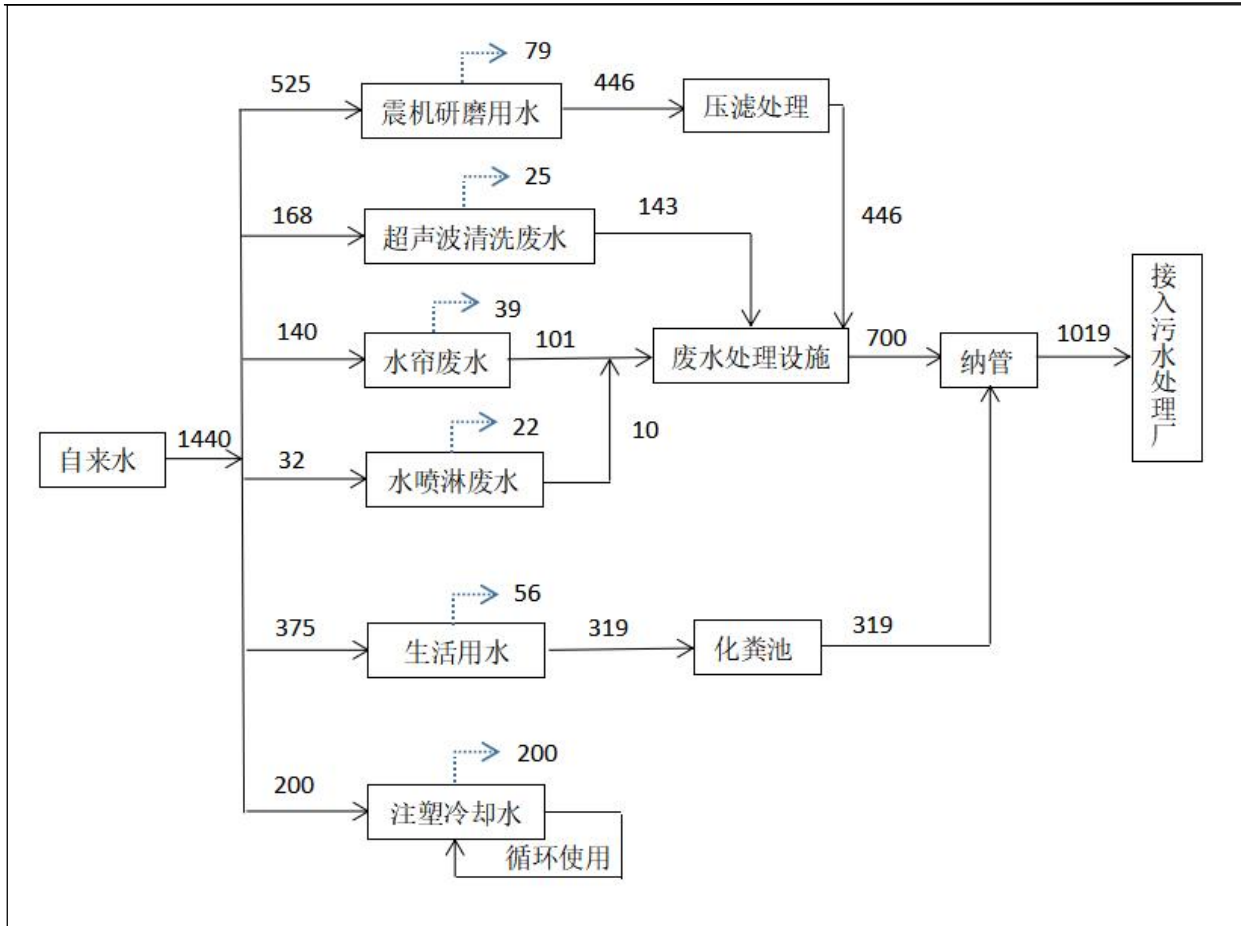 79
525
震机研磨用水
446
压滤处理
25
168
超声波清洗废水
143
446
39
140
水帘废水
101
废水处理设施
700
纳管
1019
接入污水处理厂
22
10
自来水
1440
32
水喷淋废水
56
375
生活用水
319
化粪池
319
200
200
注塑冷却水
循环使用